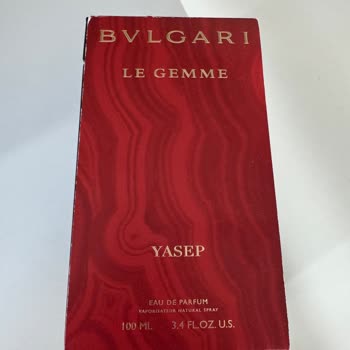 BVLGARI
LE GEMME
YASEP
EAU DE PARFUM
VAPORISATEUR NATURAL SPRAY
100 ML 3.4 FL.OZ. U.S.